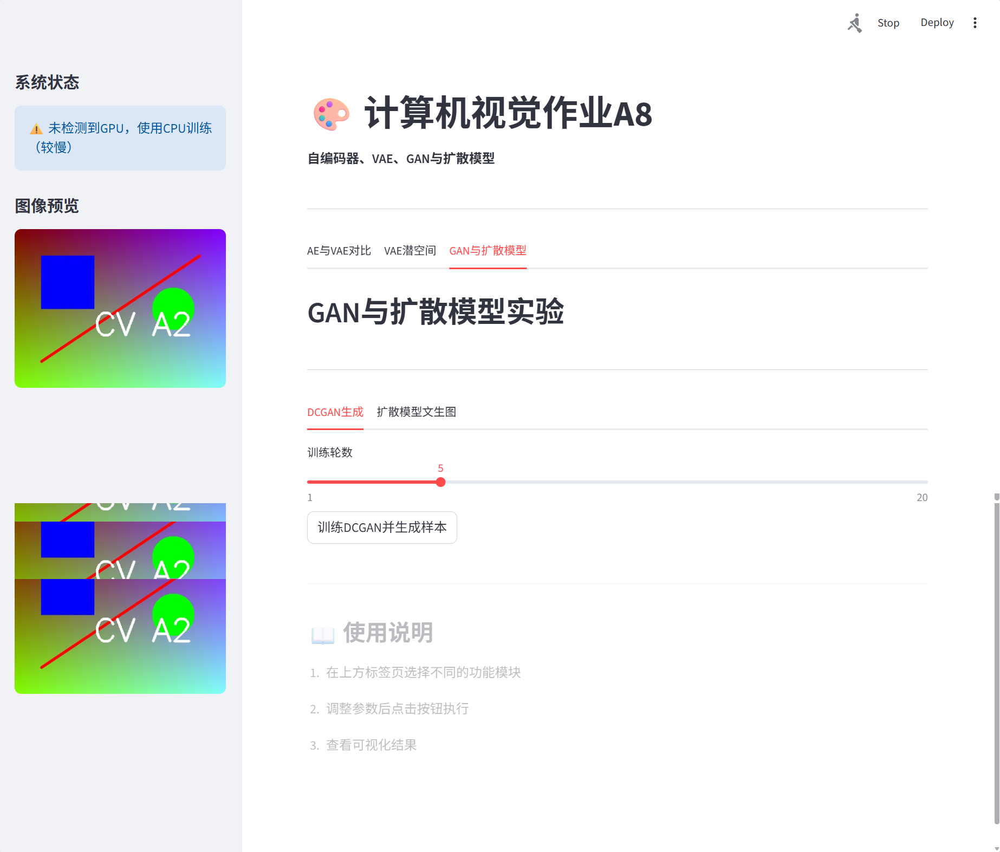 Stop
Deploy
系统状态
⚠️ 未检测到GPU，使用CPU训练
（较慢）
图像预览
CV A2
CV A2
CV A2
CV A2
🎨 计算机视觉作业A8
自编码器、VAE、GAN与扩散模型
AE与VAE对比
VAE潜空间
GAN与扩散模型
GAN与扩散模型实验
DCGAN生成
扩散模型文生图
训练轮数
5
1
20
训练DCGAN并生成样本
📖 使用说明
1. 在上方标签页选择不同的功能模块
2. 调整参数后点击按钮执行
3. 查看可视化结果